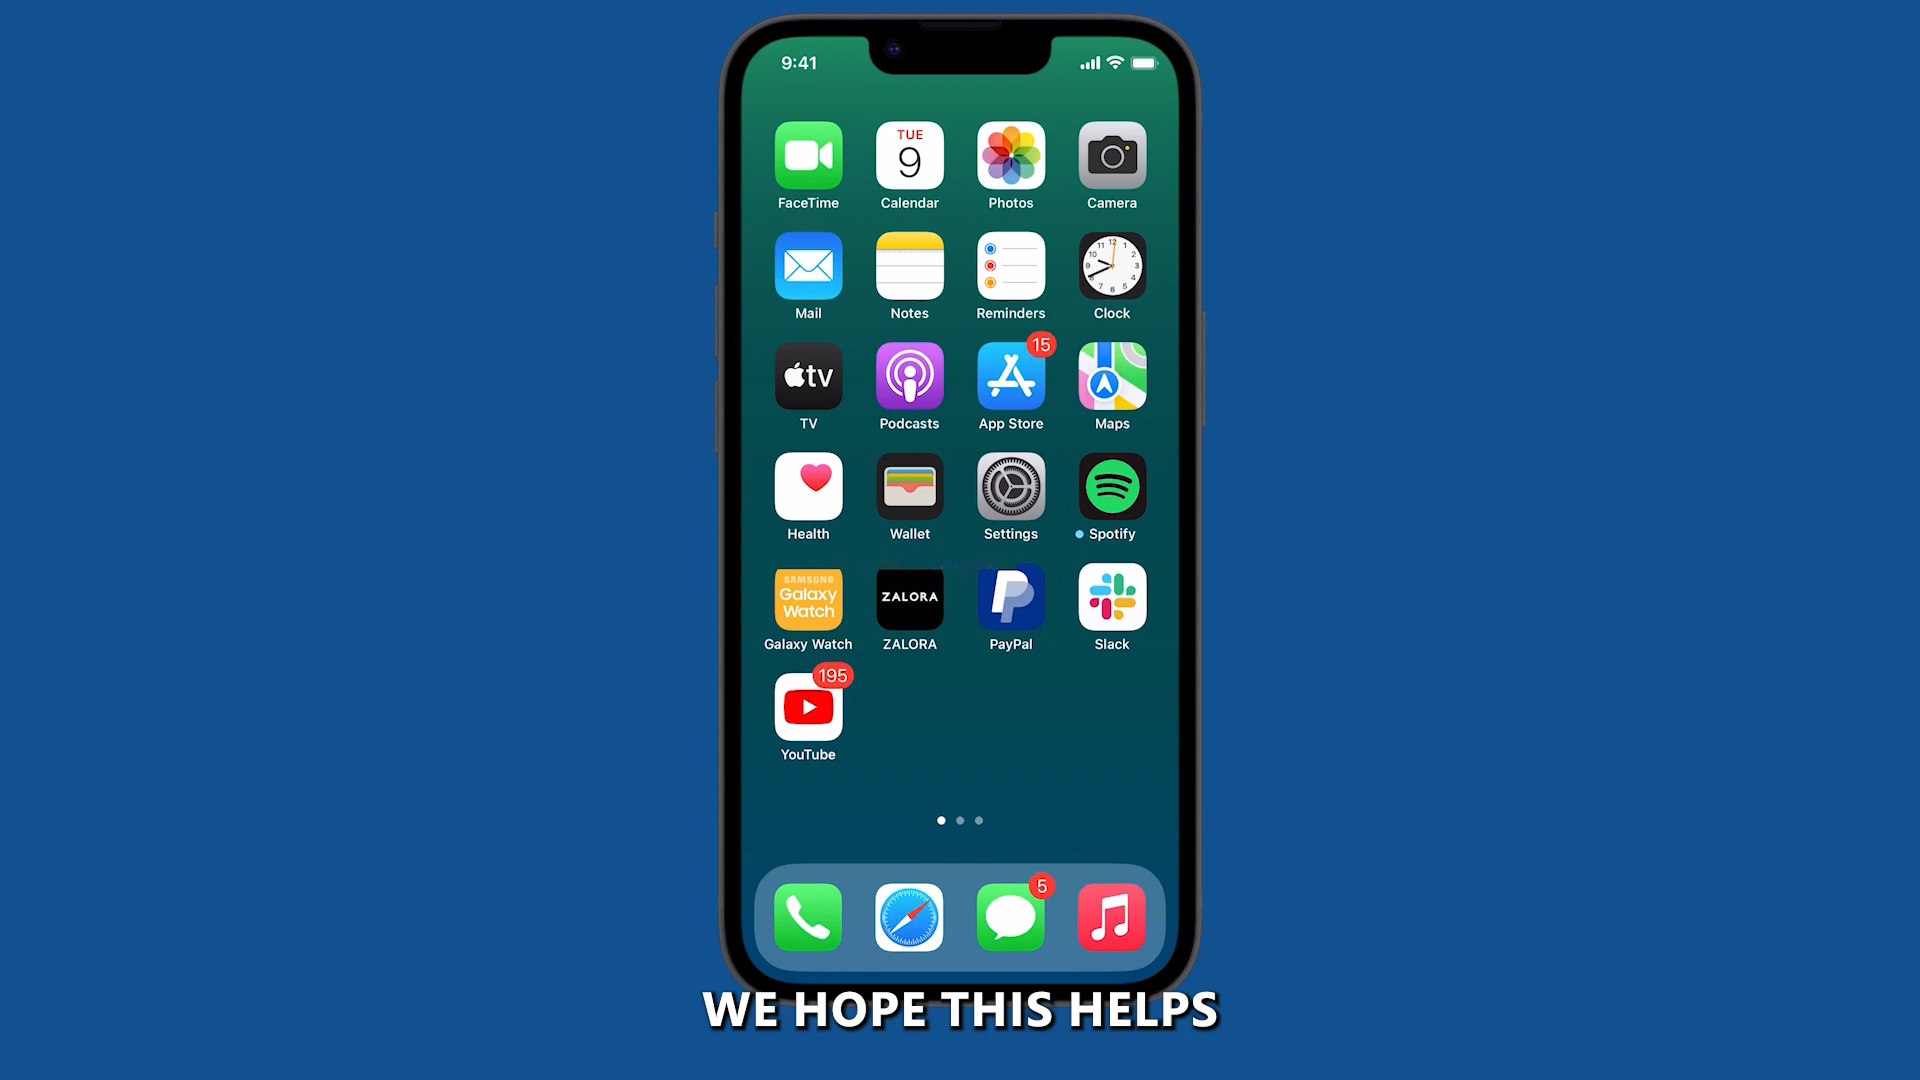 9:41
TUE
9
FaceTime
Calendar
Photos
Camera
Mail
Notes
Reminders
Clock
tv
15
TV
Podcasts
App Store
Maps
Health
Wallet
Settings
Spotify
SAMSUNG
Galaxy
Watch
ZALORA
Galaxy Watch
ZALORA
PayPal
Slack
195
YouTube
5
WE HOPE THIS HELPS